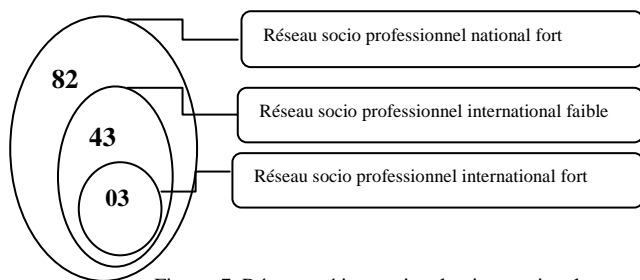 Réseau socio professionnel national fort
82
Réseau socio professionnel international faible
43
Réseau socio professionnel international fort
03